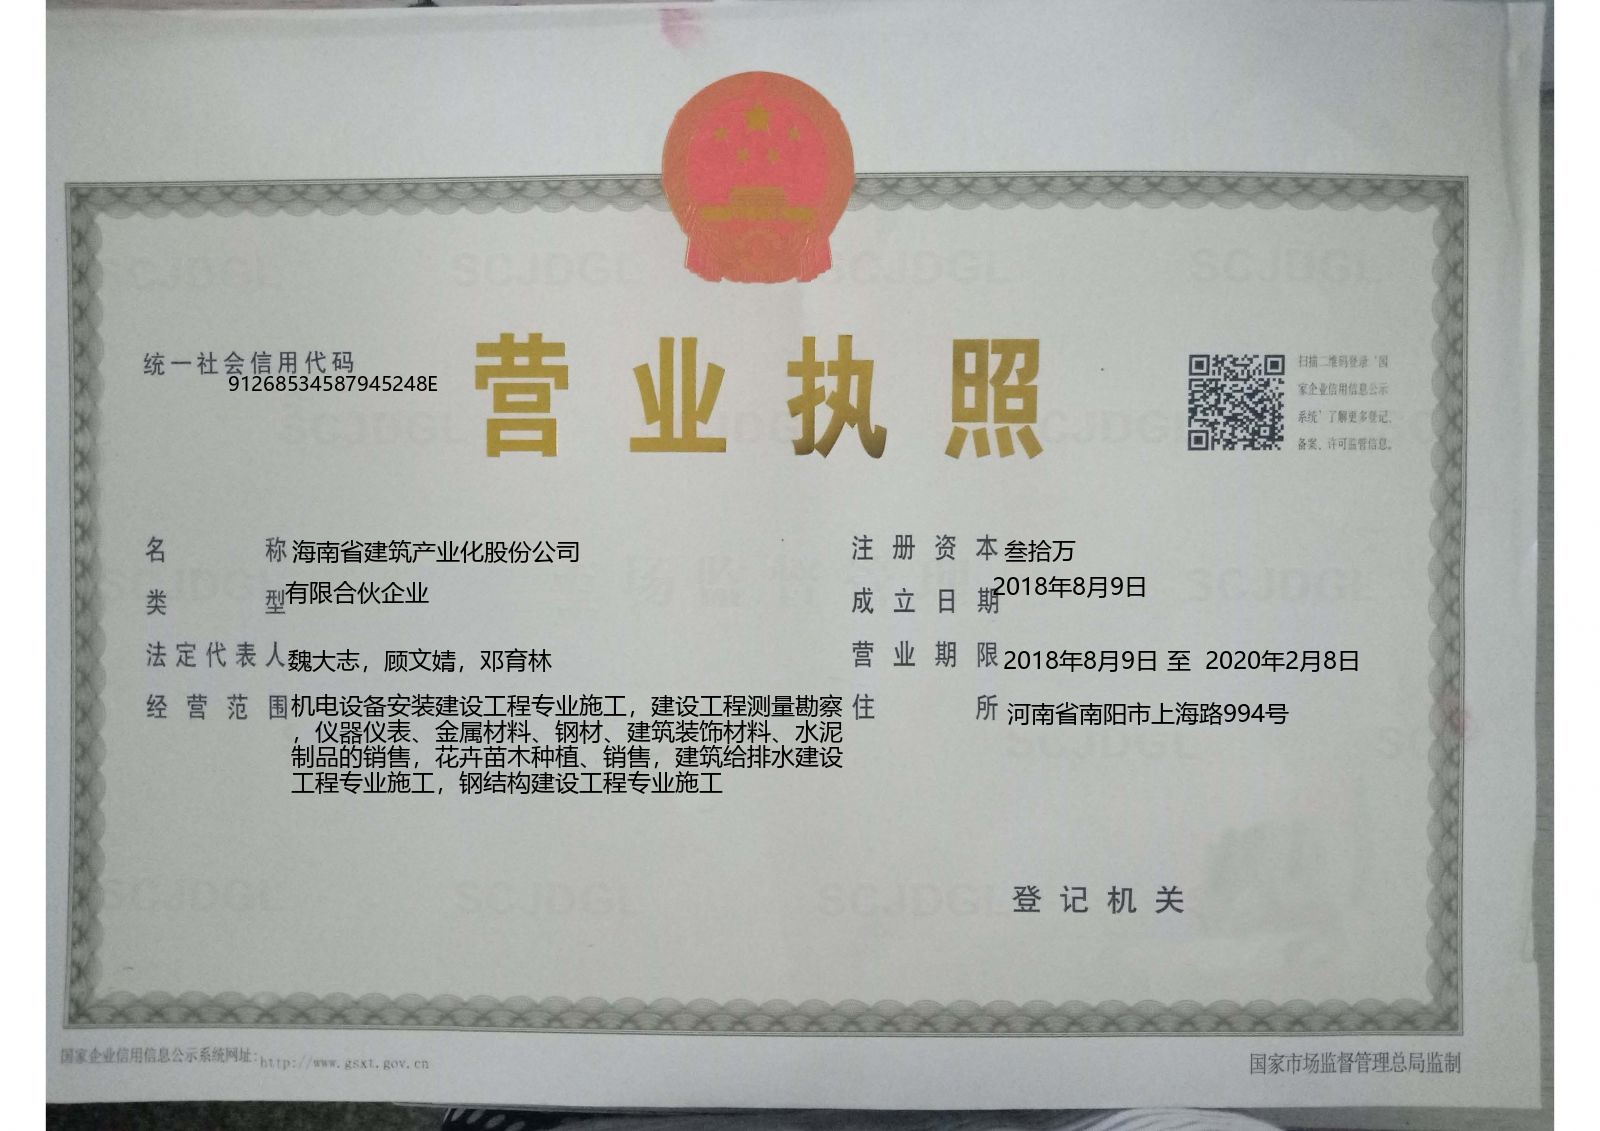 营业执照
统一社会信用代码
91268534587945248E
扫描二维码登录‘国
家企业信用信息公示
系统’了解更多登记、
备案、许可监管信息。
名称 海南省建筑产业化股份公司
类型 有限合伙企业
法定代表人 魏大志，顾文婧，邓育林
经营范围 机电设备安装建设工程专业施工，建设工程测量勘察
，仪器仪表、金属材料、钢材、建筑装饰材料、水泥
制品的销售，花卉苗木种植、销售，建筑给排水建设
工程专业施工，钢结构建设工程专业施工
注册资本 叁拾万
成立日期 2018年8月9日
营业期限 2018年8月9日 至 2020年2月8日
住所 河南省南阳市上海路994号
登记机关
国家企业信用信息公示系统网址：http://www.gsxt.gov.cn
国家市场监督管理总局监制